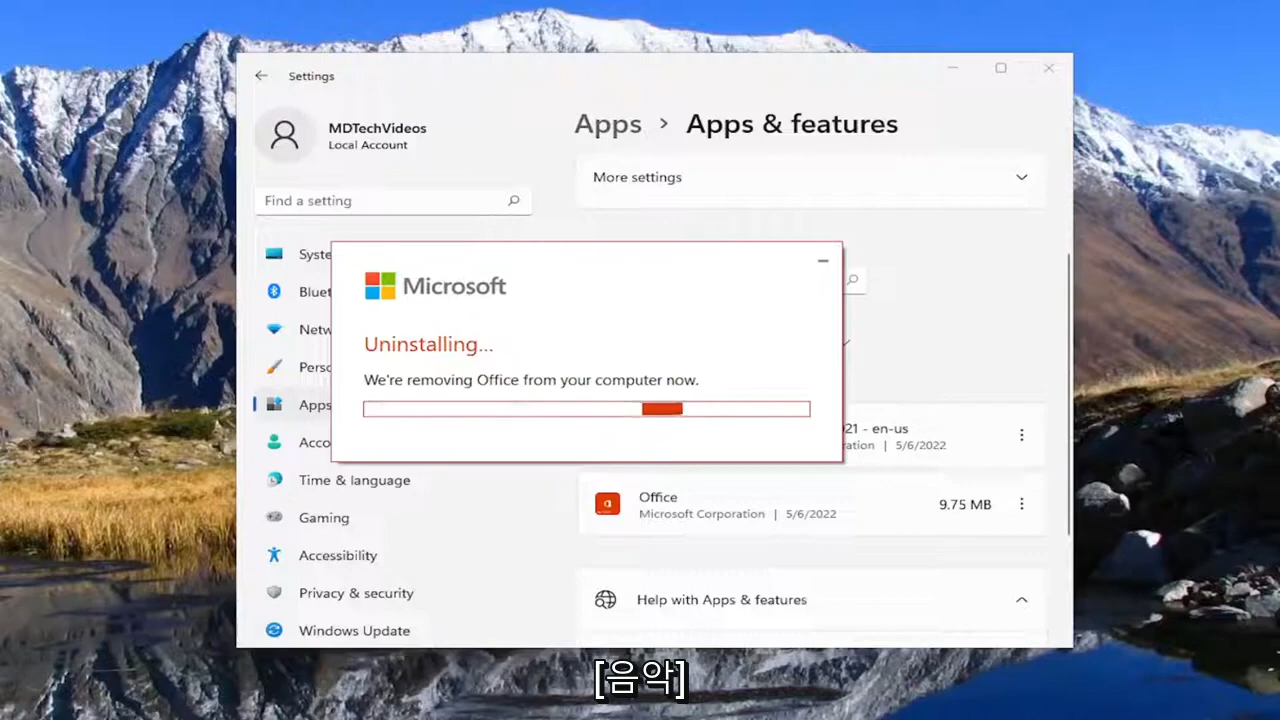 Settings
MDTechVideos
Local Account
Find a setting
Apps > Apps & features
More settings
Microsoft
Uninstalling...
We're removing Office from your computer now.
Apps
Time & language
Gaming
Accessibility
Privacy & security
Windows Update
21 - en-us
| 5/6/2022
Office
Microsoft Corporation | 5/6/2022
9.75 MB
Help with Apps & features
[음악]